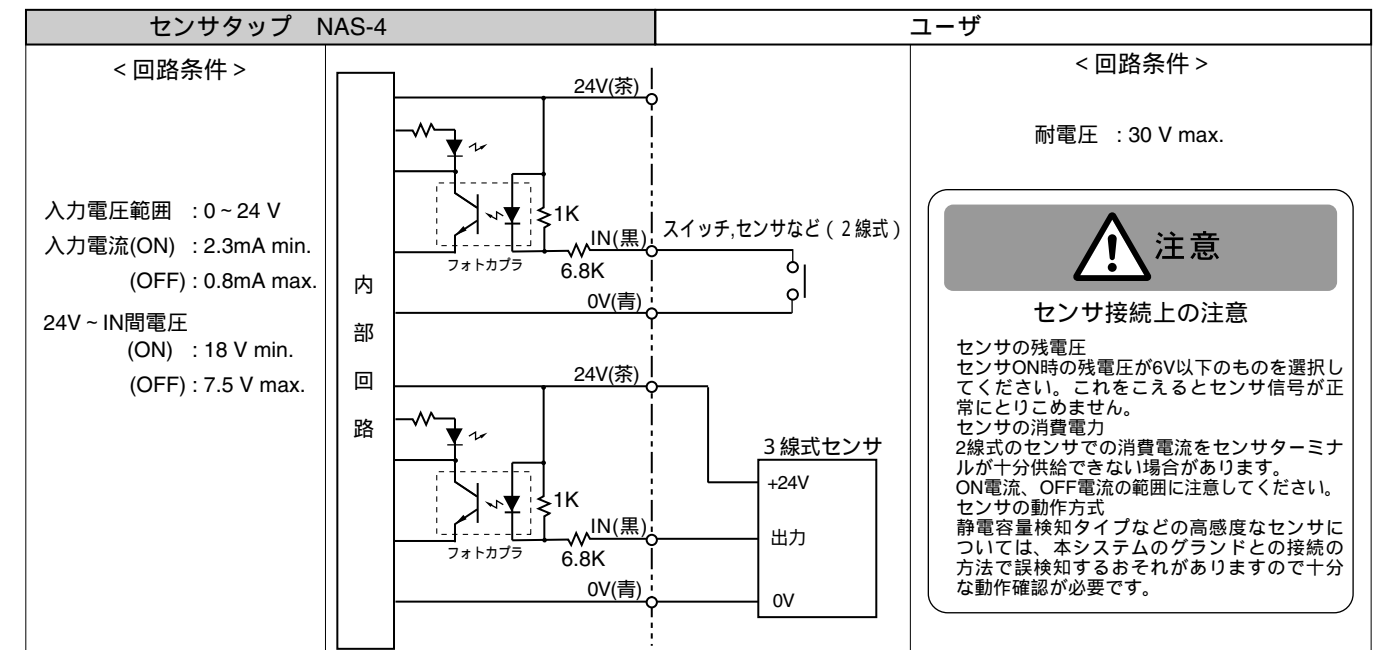 センサタップ NAS-4
ユーザ
<回路条件>
入力電圧範囲 : 0~24 V
入力電流(ON) : 2.3mA min.
(OFF) : 0.8mA max.
24V~IN間電圧
(ON) : 18 V min.
(OFF) : 7.5 V max.
内部回路
24V(茶)
1K
IN(黒)
フォトカプラ
6.8K
0V(青)
スイッチ,センサなど(2線式)
24V(茶)
1K
IN(黒)
フォトカプラ
6.8K
0V(青)
3線式センサ
+24V
出力
0V
<回路条件>
耐電圧 : 30 V max.
注意
センサ接続上の注意
センサの残電圧
センサON時の残電圧が6V以下のものを選択し
てください。これをこえるとセンサ信号が正
常にとりこめません。
センサの消費電力
2線式のセンサでの消費電流をセンサターミナ
ルが十分供給できない場合があります。
ON電流、OFF電流の範囲に注意してください。
センサの動作方式
静電容量検知タイプなどの高感度なセンサに
ついては、本システムのグランドとの接続の
方法で誤検知するおそれがありますので十分
な動作確認が必要です。